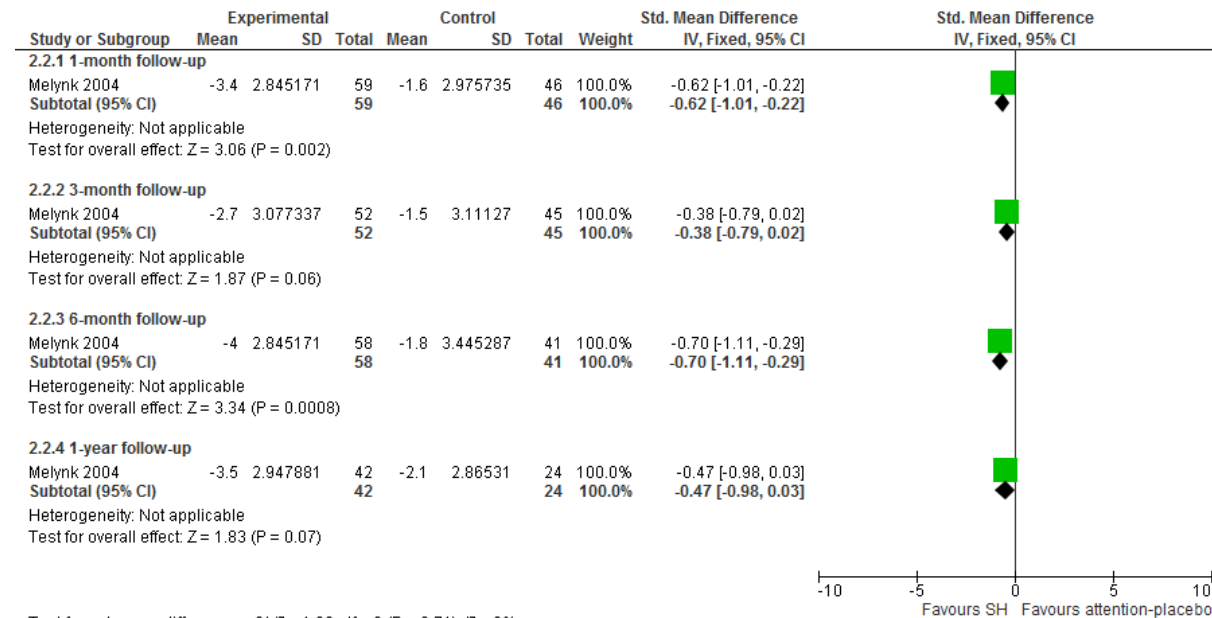 Experimental Control Std. Mean Difference Std. Mean Difference
Study or Subgroup Mean SD Total Mean SD Total Weight IV, Fixed, 95% CI IV, Fixed, 95% CI
2.2.1 1-month follow-up
Melynk 2004 -3.4 2.845171 59 -1.6 2.975735 46 100.0% -0.62 [-1.01, -0.22]
Subtotal (95% CI) 59 46 100.0% -0.62 [-1.01, -0.22]
Heterogeneity: Not applicable
Test for overall effect: Z = 3.06 (P = 0.002)
2.2.2 3-month follow-up
Melynk 2004 -2.7 3.077337 52 -1.5 3.11127 45 100.0% -0.38 [-0.79, 0.02]
Subtotal (95% CI) 52 45 100.0% -0.38 [-0.79, 0.02]
Heterogeneity: Not applicable
Test for overall effect: Z = 1.87 (P = 0.06)
2.2.3 6-month follow-up
Melynk 2004 -4 2.845171 58 -1.8 3.445287 41 100.0% -0.70 [-1.11, -0.29]
Subtotal (95% CI) 58 41 100.0% -0.70 [-1.11, -0.29]
Heterogeneity: Not applicable
Test for overall effect: Z = 3.34 (P = 0.0008)
2.2.4 1-year follow-up
Melynk 2004 -3.5 2.947881 42 -2.1 2.86531 24 100.0% -0.47 [-0.98, 0.03]
Subtotal (95% CI) 42 24 100.0% -0.47 [-0.98, 0.03]
Heterogeneity: Not applicable
Test for overall effect: Z = 1.83 (P = 0.07)
-10 -5 0 5 10
Favours SH Favours attention-placebo